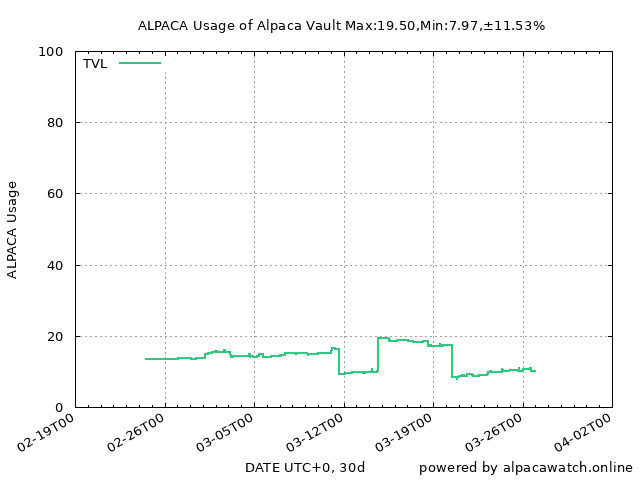 ALPACA Usage of Alpaca Vault Max:19.50,Min:7.97,±11.53%
TVL
ALPACA Usage
100
80
60
40
20
0
02-19T00
02-26T00
03-05T00
03-12T00
03-19T00
03-26T00
04-02T00
DATE UTC+0, 30d
powered by alpacawatch.online